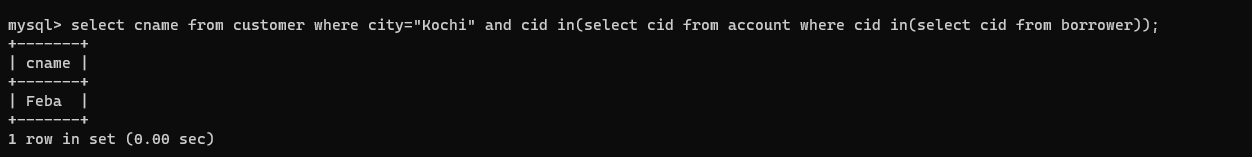 mysql> select cname from customer where city="Kochi" and cid in(select cid from account where cid in(select cid from borrower));
+-------+
| cname |
+-------+
| Feba  |
+-------+
1 row in set (0.00 sec)